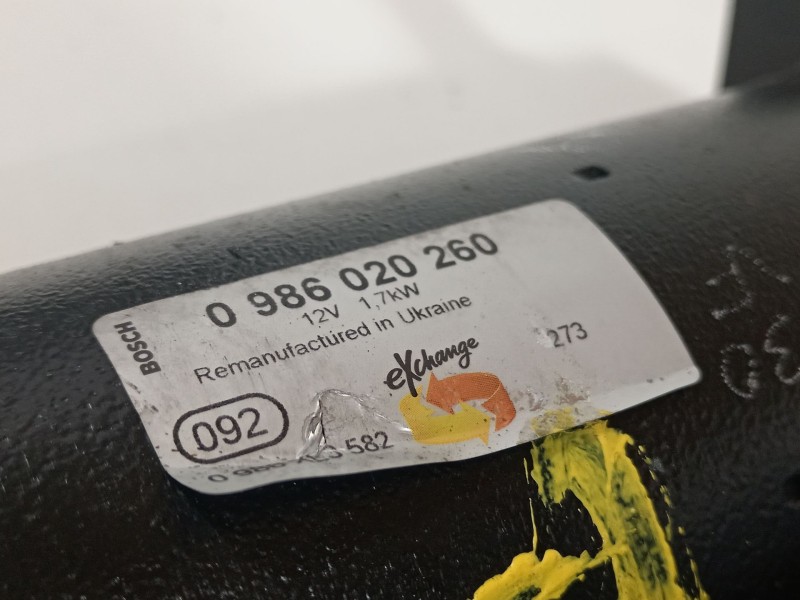 BOSCH
0 986 020 260
12V 1,7kW
Remanufactured in Ukraine
eXchange
273
092
582